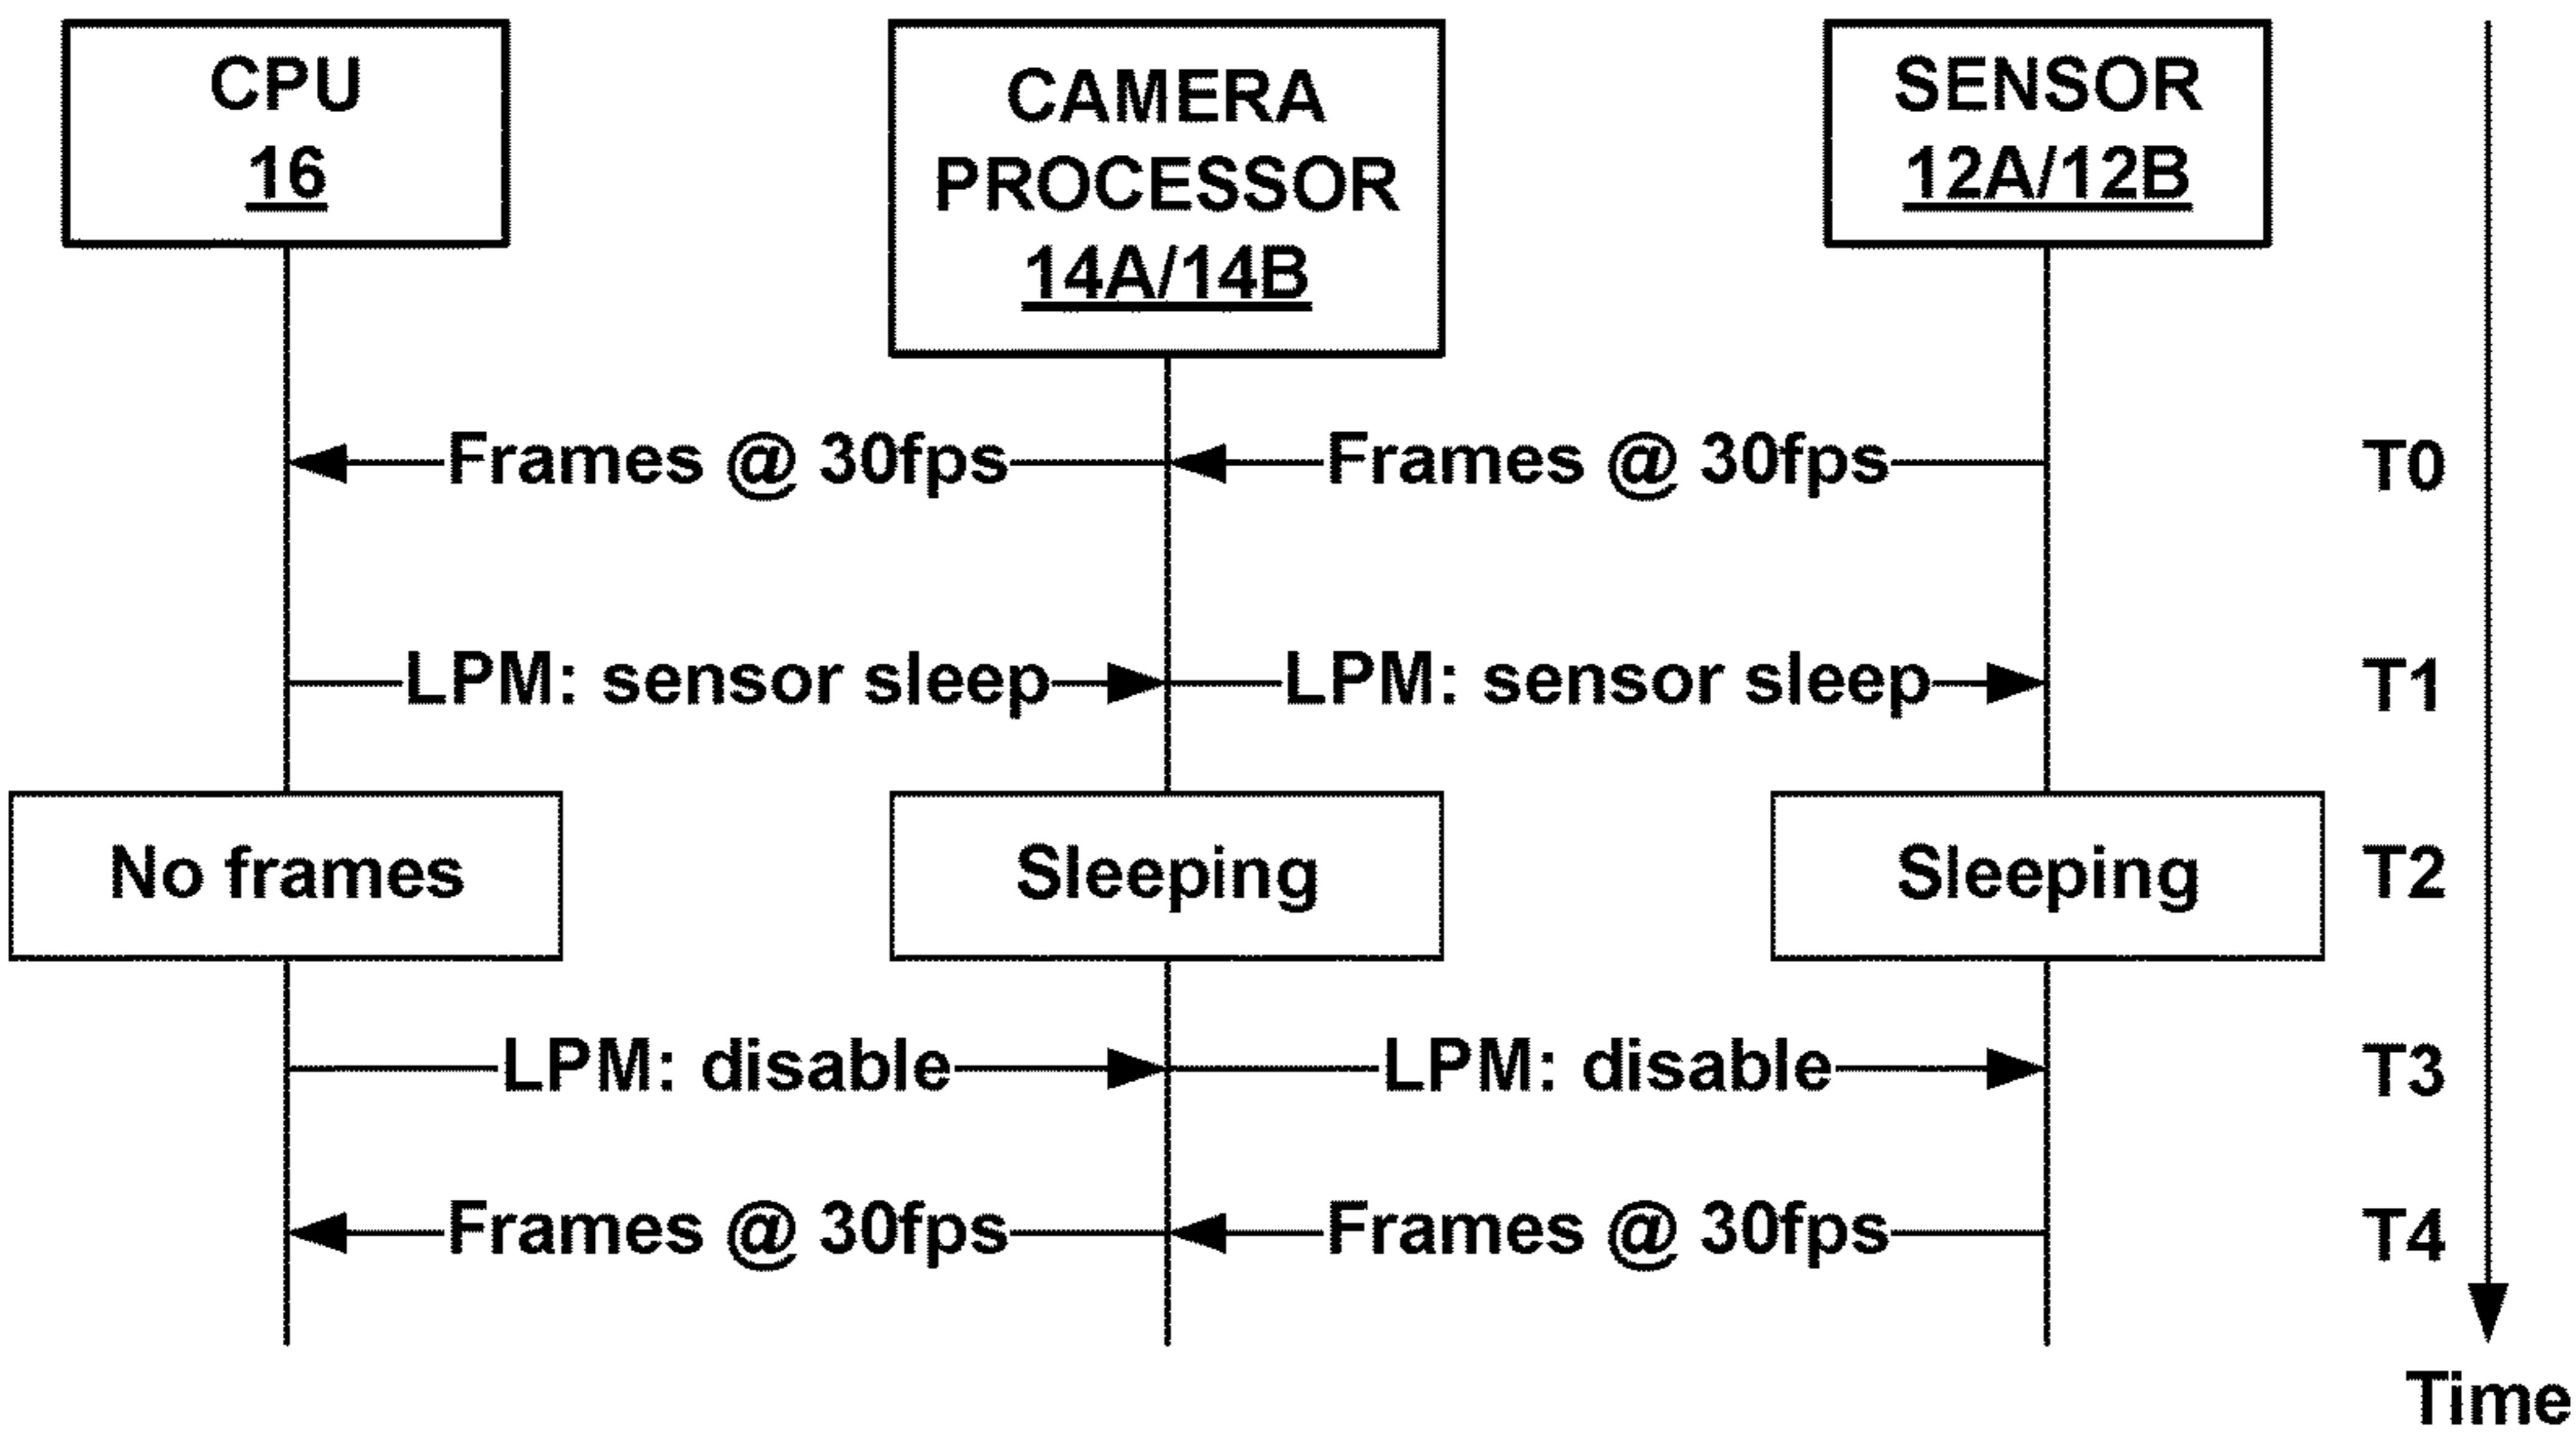 CPU
16
CAMERA
PROCESSOR
14A/14B
SENSOR
12A/12B
Frames @ 30fps
Frames @ 30fps
T0
LPM: sensor sleep
LPM: sensor sleep
T1
No frames
Sleeping
Sleeping
T2
LPM: disable
LPM: disable
T3
Frames @ 30fps
Frames @ 30fps
T4
Time